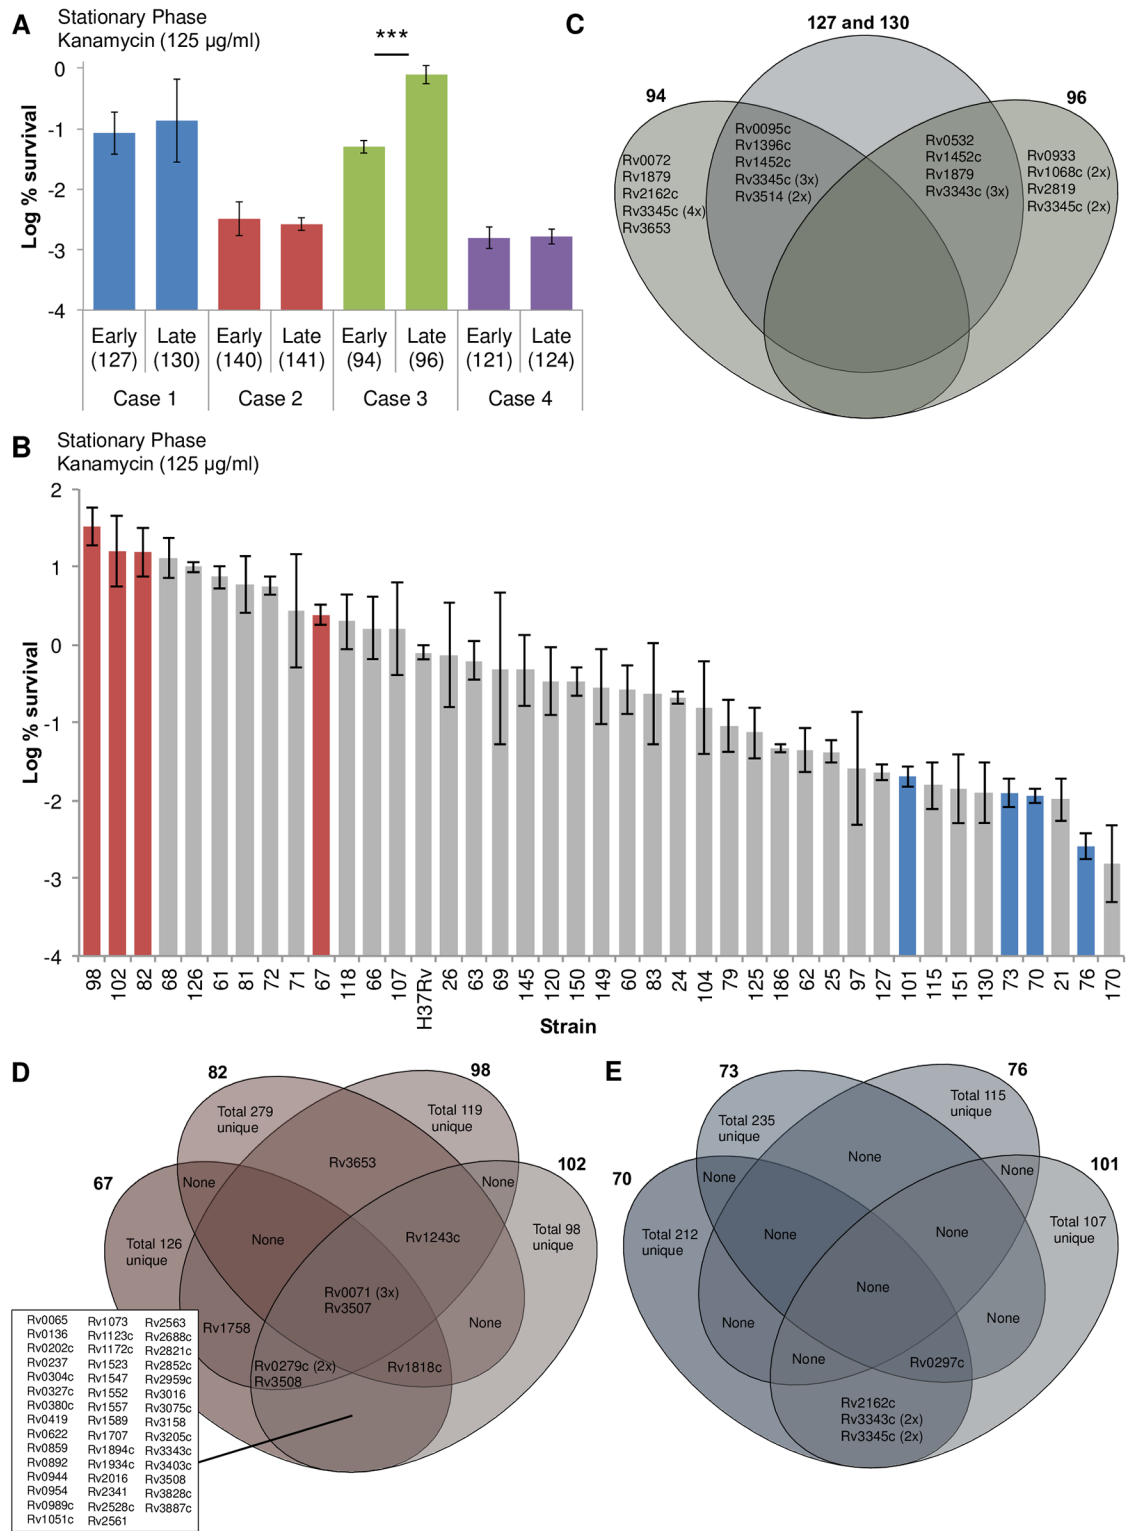 A
Stationary Phase
Kanamycin (125 µg/ml)
***
Log % survival
0
-1
-2
-3
-4
Early (127)
Late (130)
Early (140)
Late (141)
Early (94)
Late (96)
Early (121)
Late (124)
Case 1
Case 2
Case 3
Case 4
C
127 and 130
94
96
Rv0072
Rv1879
Rv2162c
Rv3345c (4x)
Rv3653
Rv0095c
Rv1396c
Rv1452c
Rv3345c (3x)
Rv3514 (2x)
Rv0532
Rv1452c
Rv1879
Rv3343c (3x)
Rv0933
Rv1068c (2x)
Rv2819
Rv3345c (2x)
B
Stationary Phase
Kanamycin (125 µg/ml)
Log % survival
2
1
0
-1
-2
-3
-4
98
102
82
68
126
61
81
72
71
67
118
66
107
H37Rv
26
63
69
145
120
150
149
60
83
24
104
79
125
186
62
25
97
127
101
115
151
130
73
70
21
76
170
Strain
D
82
98
67
102
Total 279
unique
Total 119
unique
Rv3653
None
None
Total 126
unique
None
Rv1243c
Total 98
unique
Rv0071 (3x)
Rv3507
Rv1758
None
Rv0279c (2x)
Rv3508
Rv1818c
Rv0065
Rv0136
Rv0202c
Rv0237
Rv0304c
Rv0327c
Rv0380c
Rv0419
Rv0622
Rv0859
Rv0892
Rv0944
Rv0954
Rv0989c
Rv1051c
Rv1073
Rv1123c
Rv1172c
Rv1523
Rv1547
Rv1552
Rv1557
Rv1589
Rv1707
Rv1894c
Rv1934c
Rv2016
Rv2341
Rv2528c
Rv2561
Rv2563
Rv2688c
Rv2821c
Rv2852c
Rv2959c
Rv3016
Rv3075c
Rv3158
Rv3205c
Rv3343c
Rv3403c
Rv3508
Rv3828c
Rv3887c
E
73
76
70
101
Total 235
unique
Total 115
unique
None
None
None
Total 212
unique
None
None
Total 107
unique
None
None
None
None
Rv0297c
Rv2162c
Rv3343c (2x)
Rv3345c (2x)